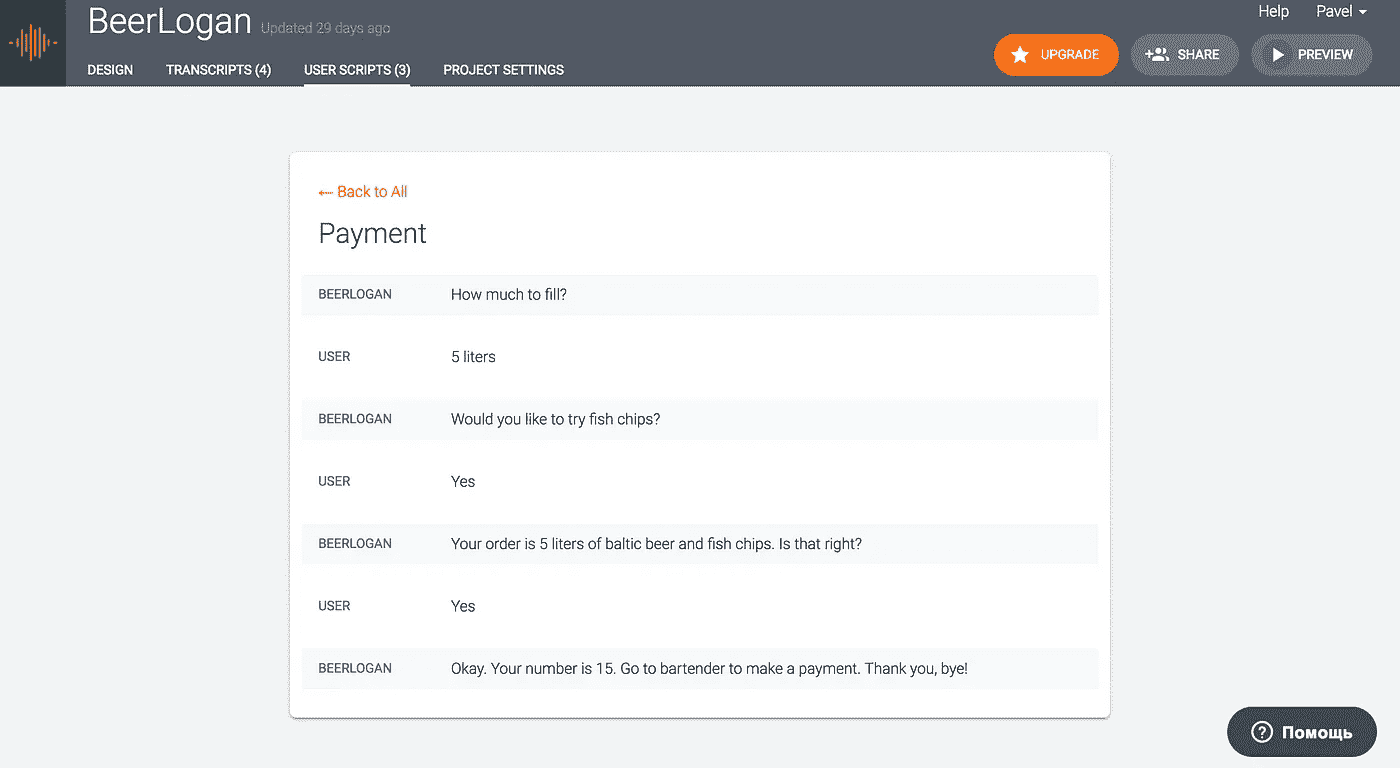 BeerLogan Updated 29 days ago
Help Pavel
DESIGN TRANSCRIPTS (4) USER SCRIPTS (3) PROJECT SETTINGS
UPGRADE SHARE PREVIEW
Back to All
Payment
BEERLOGAN How much to fill?
USER 5 liters
BEERLOGAN Would you like to try fish chips?
USER Yes
BEERLOGAN Your order is 5 liters of baltic beer and fish chips. Is that right?
USER Yes
BEERLOGAN Okay. Your number is 15. Go to bartender to make a payment. Thank you, bye!
Помощь